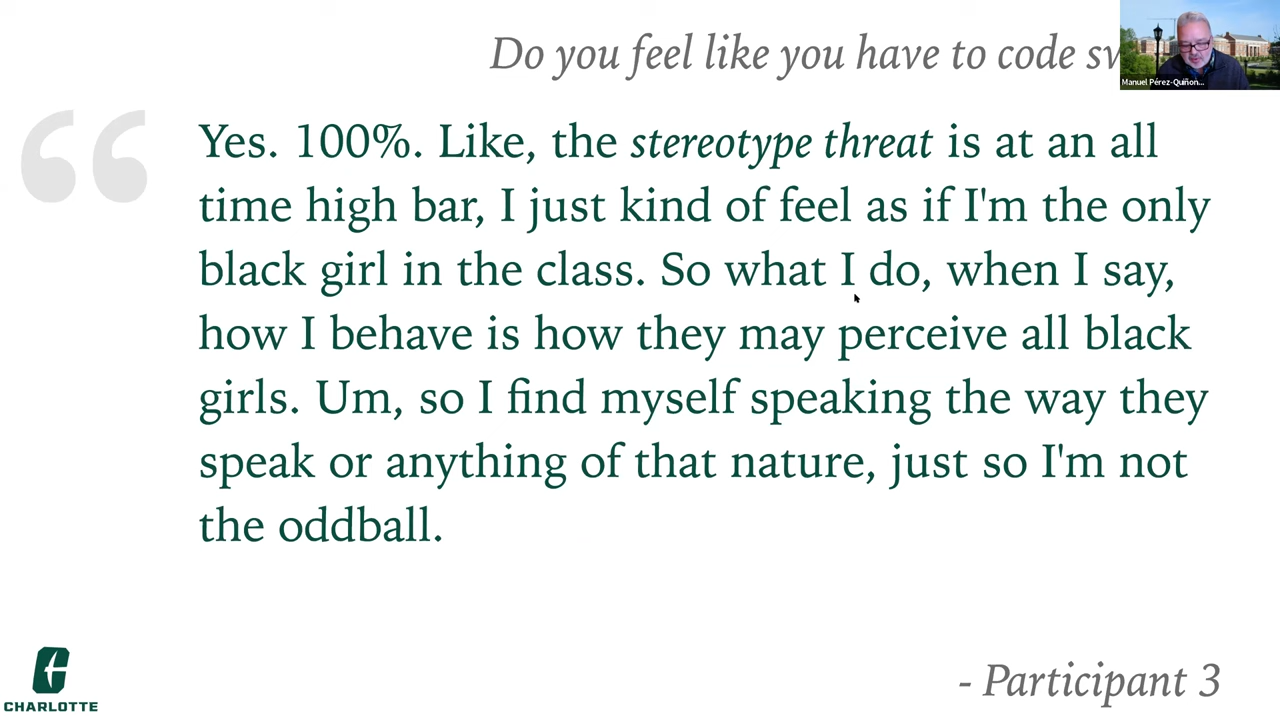 Do you feel like you have to code
Manuel Pérez-Quiñon...
“
Yes. 100%. Like, the stereotype threat is at an all
time high bar, I just kind of feel as if I'm the only
black girl in the class. So what I do, when I say,
how I behave is how they may perceive all black
girls. Um, so I find myself speaking the way they
speak or anything of that nature, just so I'm not
the oddball.
- Participant 3
CHARLOTTE